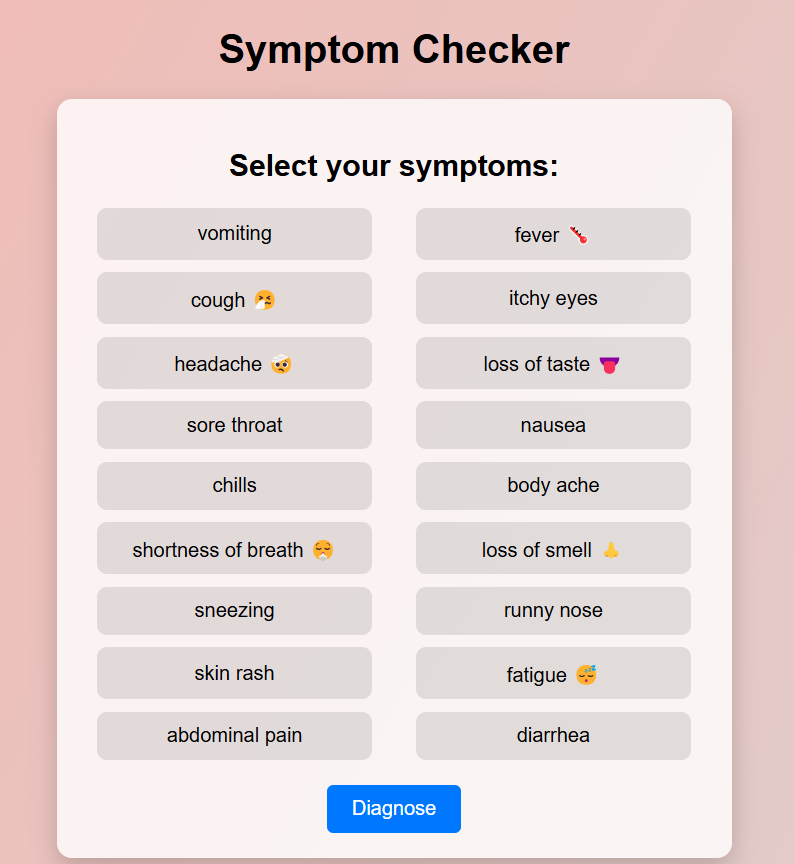 Symptom Checker
Select your symptoms:
vomiting
fever 🌡️
cough 🤧
itchy eyes
headache 🤕
loss of taste 👅
sore throat
nausea
chills
body ache
shortness of breath 😮‍💨
loss of smell 👃
sneezing
runny nose
skin rash
fatigue 😴
abdominal pain
diarrhea
Diagnose